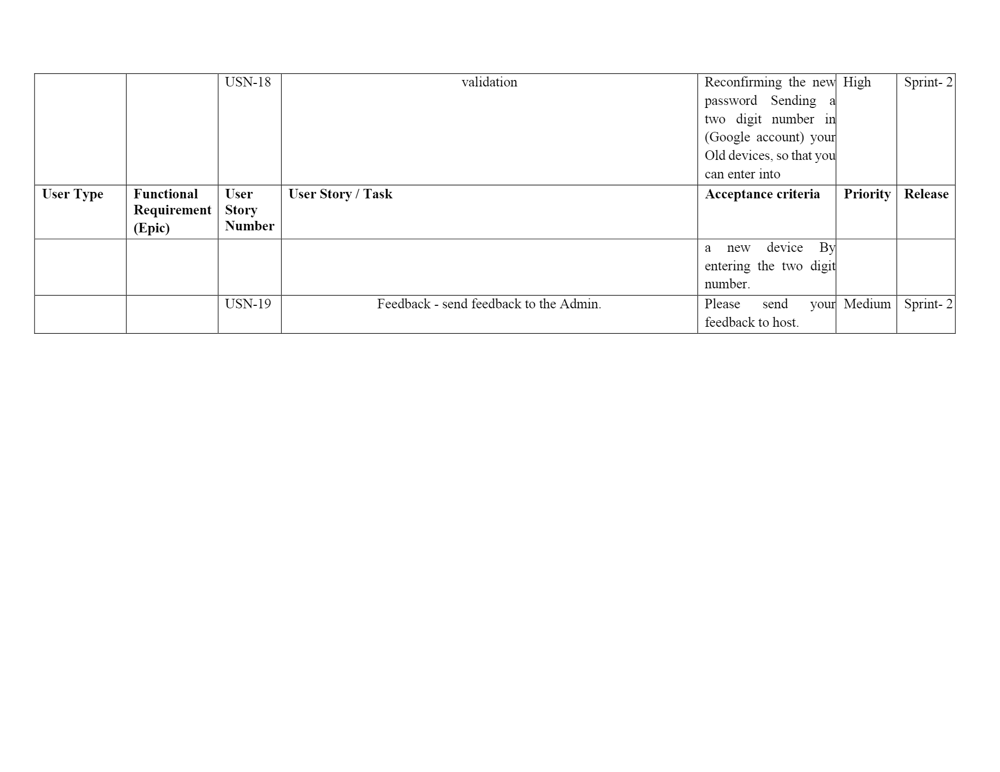 USN-18 validation Reconfirming the new High Sprint- 2
password Sending a
two digit number in
(Google account) your
Old devices, so that you
can enter into
User Type Functional User User Story / Task Acceptance criteria Priority Release
Requirement Story
(Epic) Number
a new device By
entering the two digit
number.
USN-19 Feedback - send feedback to the Admin. Please send your Medium Sprint- 2
feedback to host.